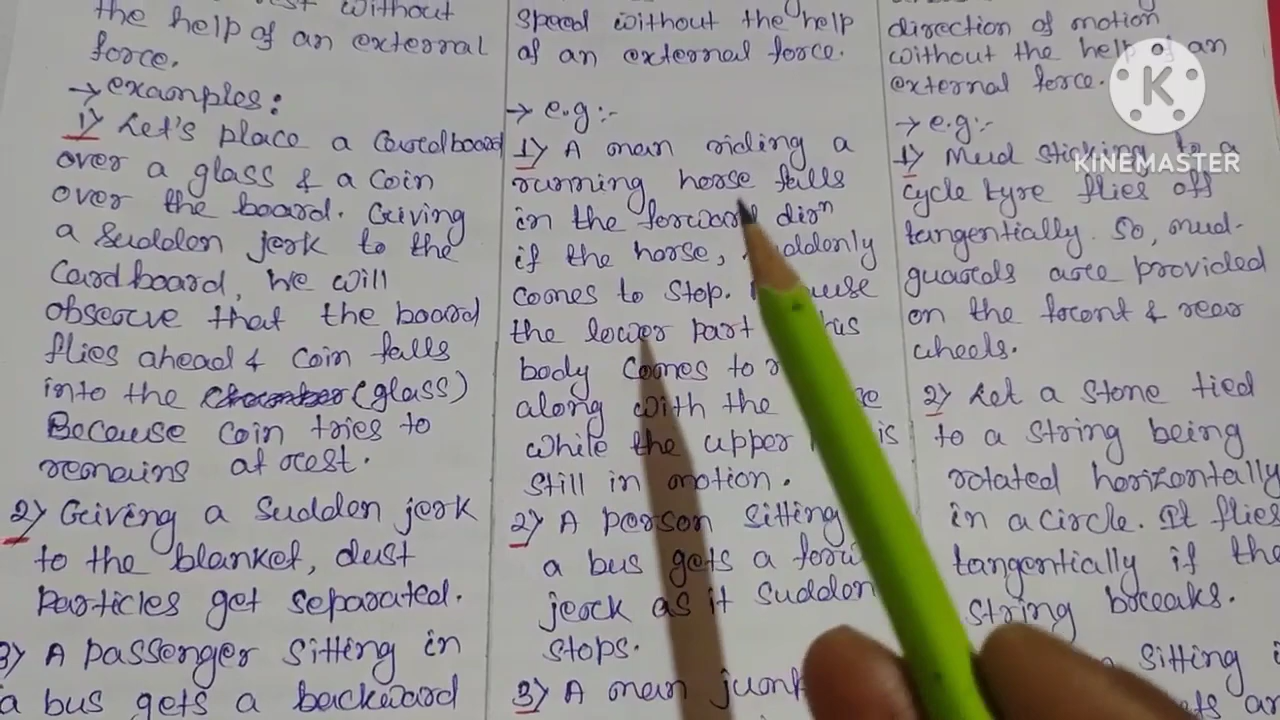 the help of an external
force.
→ examples:
1) Let's place a Cardboard
over a glass & a coin
over the board. Giving
a sudden jerk to the
Cardboard, we will
observe that the board
flies ahead & coin falls
into the (glass)
Because coin tries to
remains at rest.
2) Giving a sudden jerk
to the blanket, dust
Particles get separated.
3) A passenger sitting in
a bus gets a backward
speed without the help
of an external force.
→ e.g:-
1) A man riding a
running horse falls
in the forward dirn
if the horse, suddenly
comes to stop.
the lower part his
body comes to
along with the
while the upper is
still in motion.
2) A person sitting
a bus gets a
jerk as it sudden
stops.
3) A man
direction of motion
without the help of an
external force.
→ e.g:-
1) Mud sticking to a
cycle tyre flies off
tangentially. So, mud-
guards are provided
on the front & rear
wheels.
2) Let a stone tied
to a string being
rotated horizontally
in a circle. It flies
tangentially if the
string breaks.
sitting
K
KINEMASTER